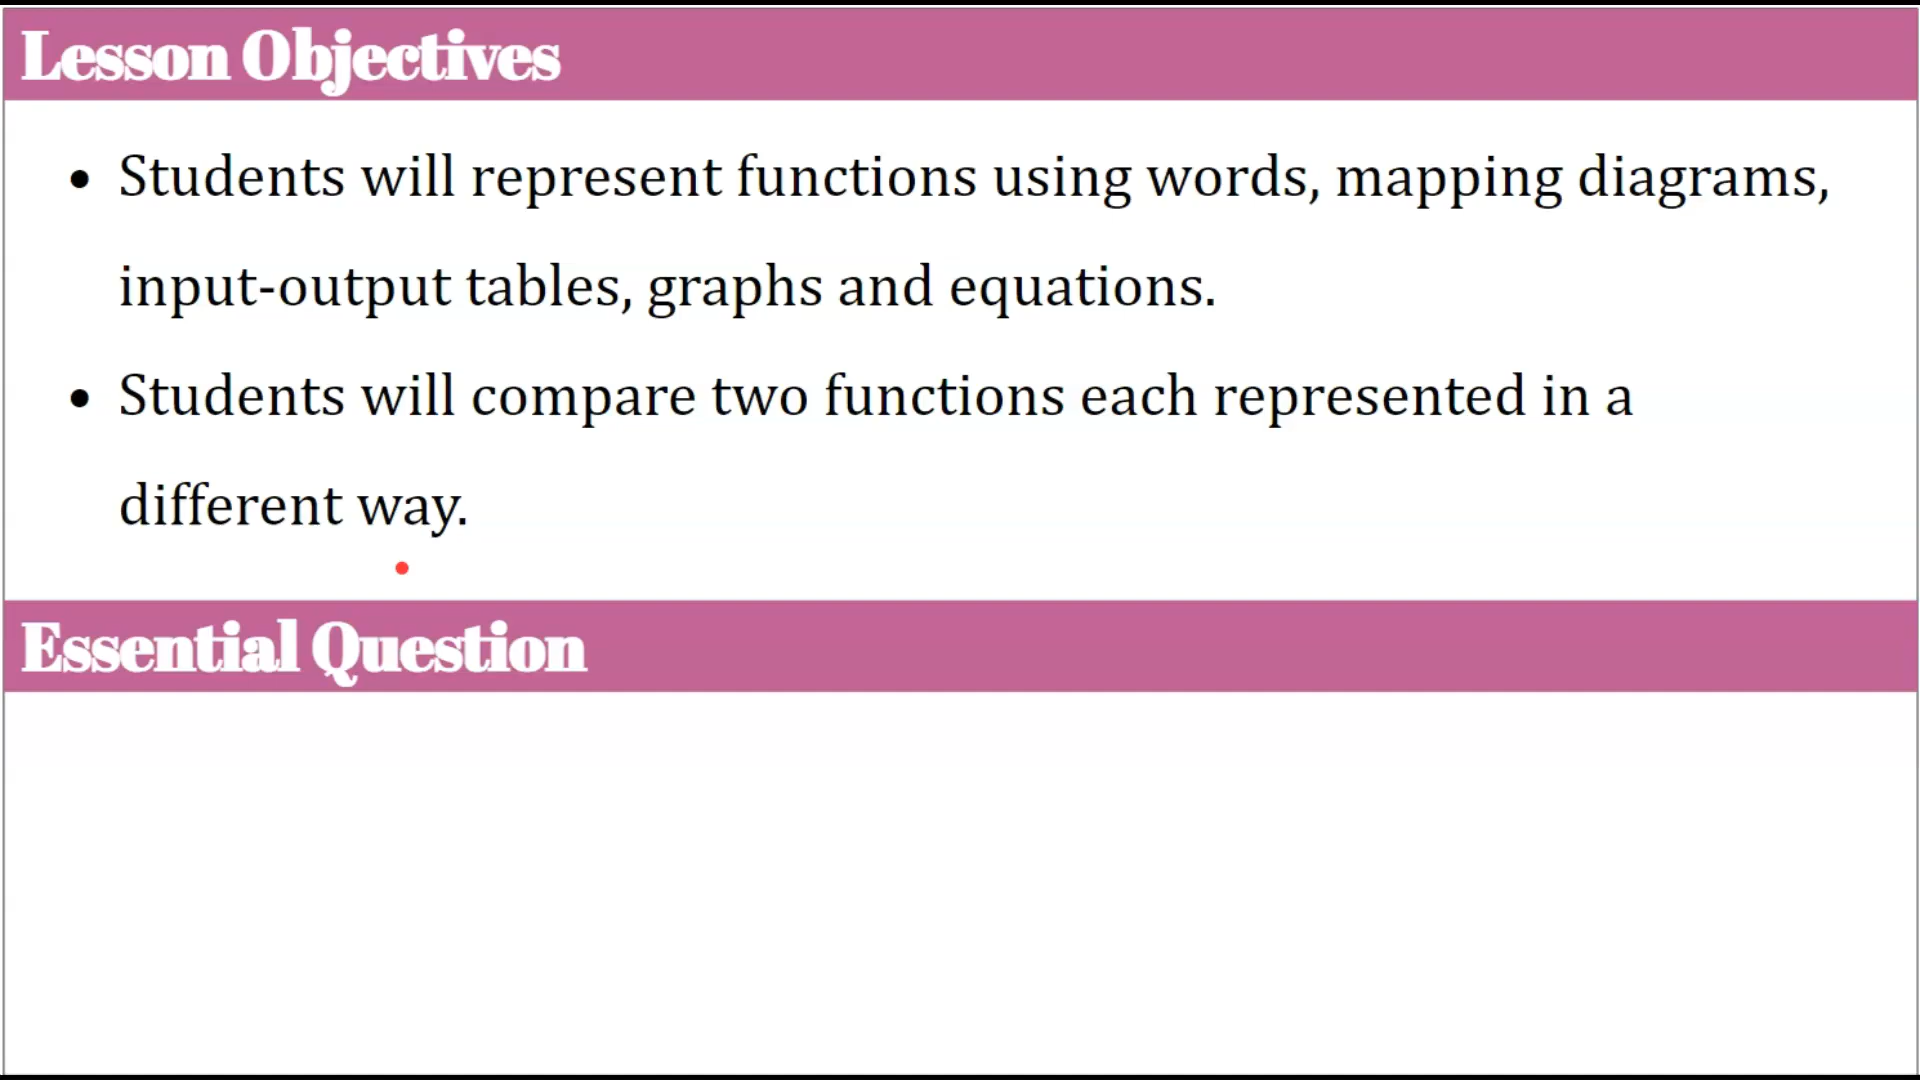 Lesson Objectives
• Students will represent functions using words, mapping diagrams,
input-output tables, graphs and equations.
• Students will compare two functions each represented in a
different way.
Essential Question